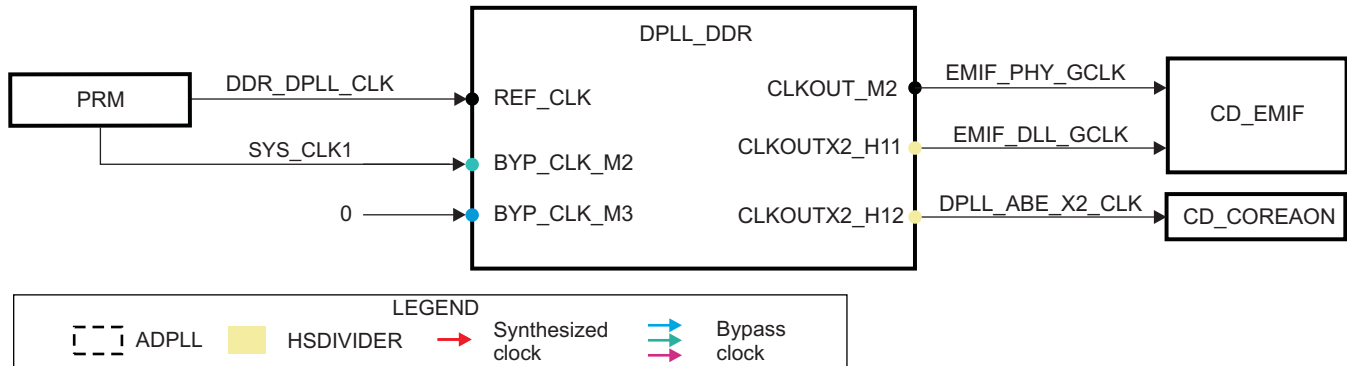 DPLL_DDR
PRM
DDR_DPLL_CLK
REF_CLK
CLKOUT_M2
EMIF_PHY_GCLK
CD_EMIF
SYS_CLK1
BYP_CLK_M2
CLKOUTX2_H11
EMIF_DLL_GCLK
0
BYP_CLK_M3
CLKOUTX2_H12
DPLL_ABE_X2_CLK
CD_COREAON
LEGEND
ADPLL
HSDIVIDER
Synthesized
clock
Bypass
clock